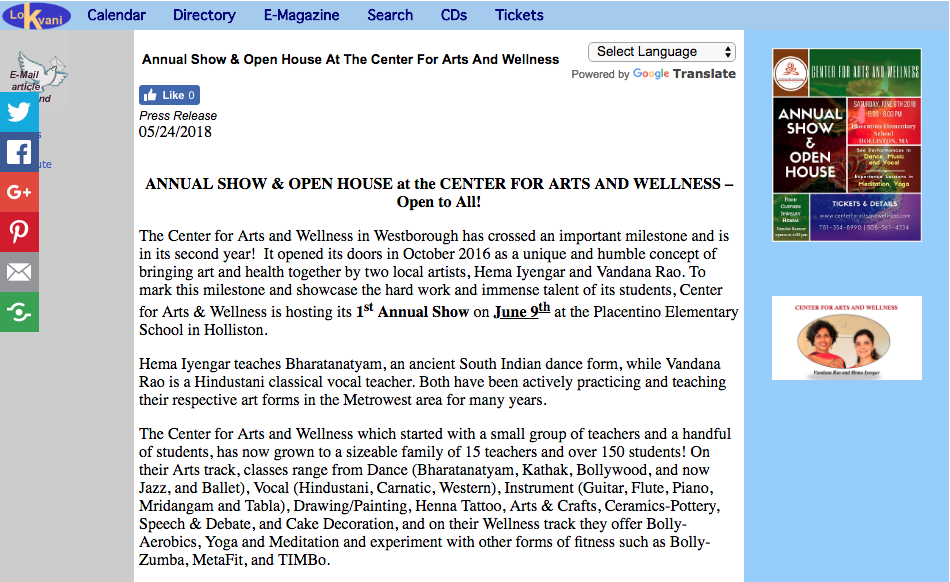 LoKvani
Calendar
Directory
E-Magazine
Search
CDs
Tickets
E-Mail
article
Annual Show & Open House At The Center For Arts And Wellness
Select Language
Powered by Google Translate
Like 0
Press Release
05/24/2018
ANNUAL SHOW & OPEN HOUSE at the CENTER FOR ARTS AND WELLNESS –
Open to All!
The Center for Arts and Wellness in Westborough has crossed an important milestone and is
in its second year!  It opened its doors in October 2016 as a unique and humble concept of
bringing art and health together by two local artists, Hema Iyengar and Vandana Rao. To
mark this milestone and showcase the hard work and immense talent of its students, Center
for Arts & Wellness is hosting its 1st Annual Show on June 9th at the Placentino Elementary
School in Holliston.
Hema Iyengar teaches Bharatanatyam, an ancient South Indian dance form, while Vandana
Rao is a Hindustani classical vocal teacher. Both have been actively practicing and teaching
their respective art forms in the Metrowest area for many years.
The Center for Arts and Wellness which started with a small group of teachers and a handful
of students, has now grown to a sizeable family of 15 teachers and over 150 students! On
their Arts track, classes range from Dance (Bharatanatyam, Kathak, Bollywood, and now
Jazz, and Ballet), Vocal (Hindustani, Carnatic, Western), Instrument (Guitar, Flute, Piano,
Mridangam and Tabla), Drawing/Painting, Henna Tattoo, Arts & Crafts, Ceramics-Pottery,
Speech & Debate, and Cake Decoration, and on their Wellness track they offer Bolly-
Aerobics, Yoga and Meditation and experiment with other forms of fitness such as Bolly-
Zumba, MetaFit, and TIMBo.
CENTER FOR ARTS AND WELLNESS
ANNUAL
SHOW
&
OPEN
HOUSE
SATURDAY, JUNE 9TH 2018
Placentino Elementary
School
HOLLISTON, MA
See Performances in
Dance, Music
and Vocal
Experience Sessions in
Meditation, Yoga
FOOD
CLOTHES
JEWELRY
HENNA
TICKETS & DETAILS
www.centerforartsandwellness.com
CENTER FOR ARTS AND WELLNESS
Vandana Rao and Hema Iyengar